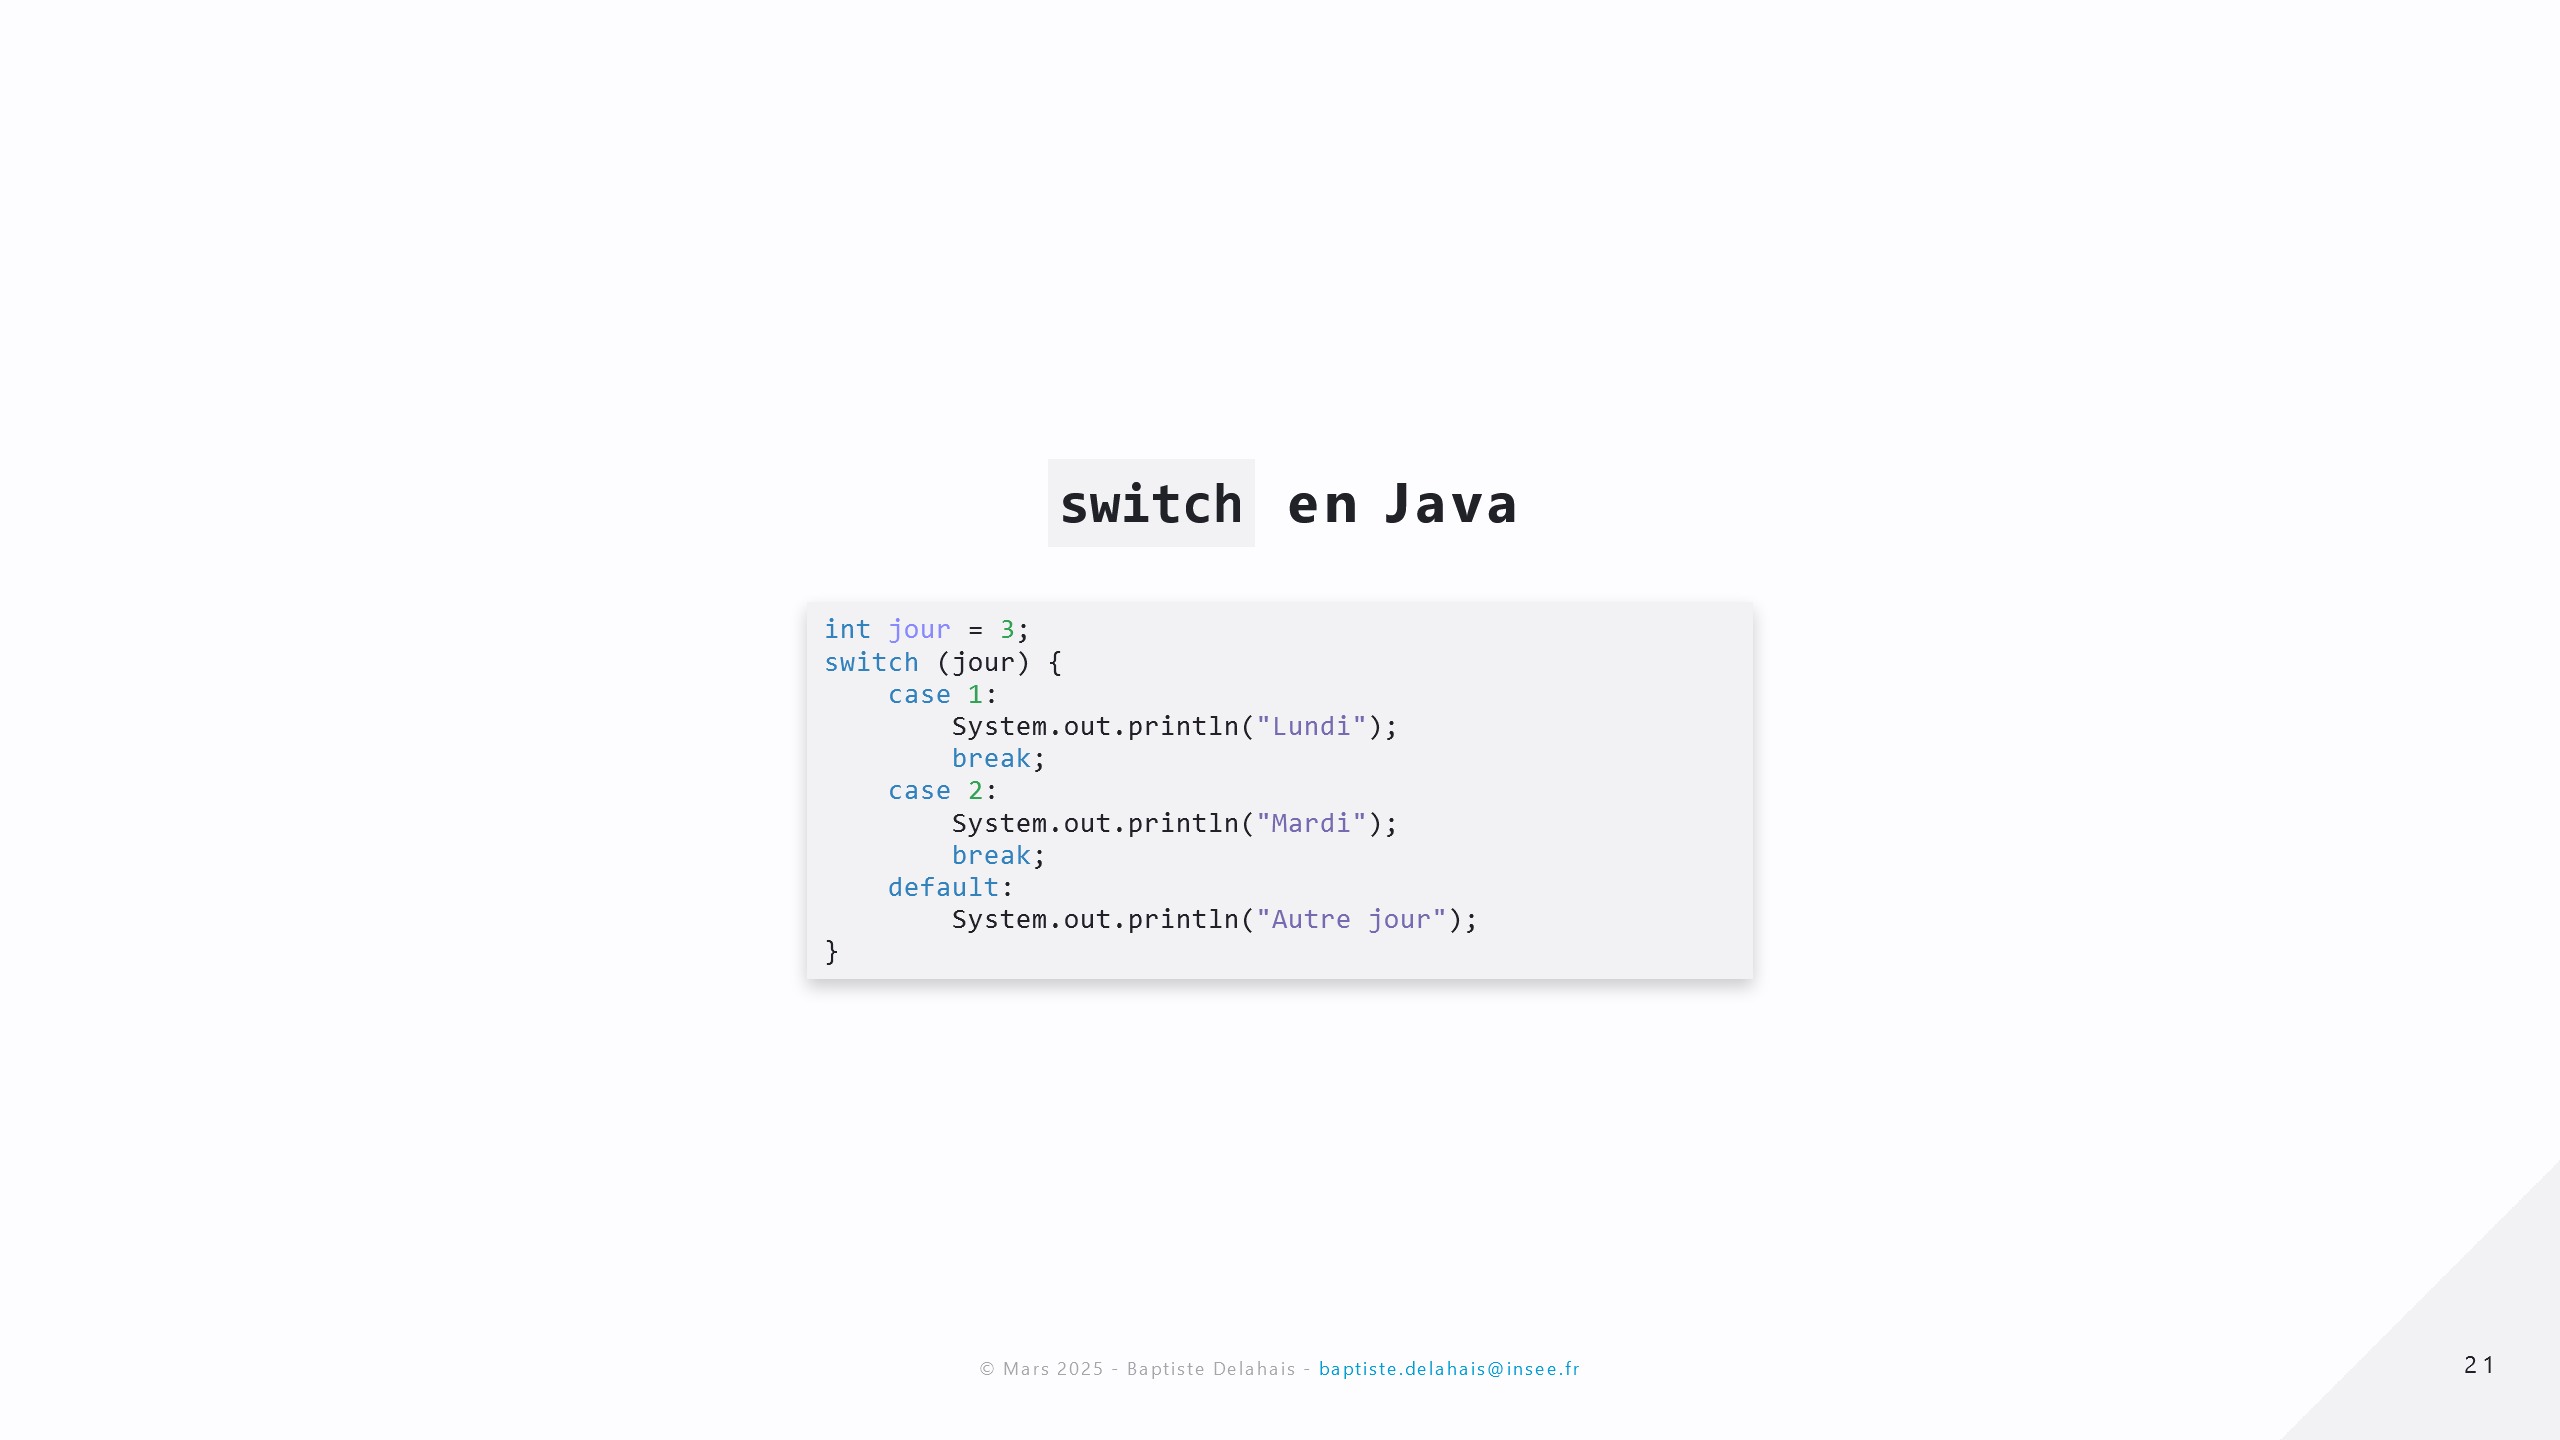 switch en Java
int jour = 3;
switch (jour) {
    case 1:
        System.out.println("Lundi");
        break;
    case 2:
        System.out.println("Mardi");
        break;
    default:
        System.out.println("Autre jour");
}
© Mars 2025 - Baptiste Delahais - baptiste.delahais@insee.fr
21